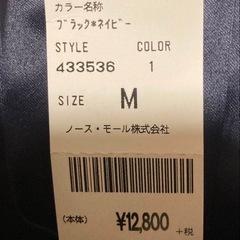 カラー名称
ﾌﾞﾗｯｸ*ﾈｲﾋﾞｰ
STYLE COLOR
433536 1
SIZE M
ノース・モール株式会社
(本体) ¥12,800 +税